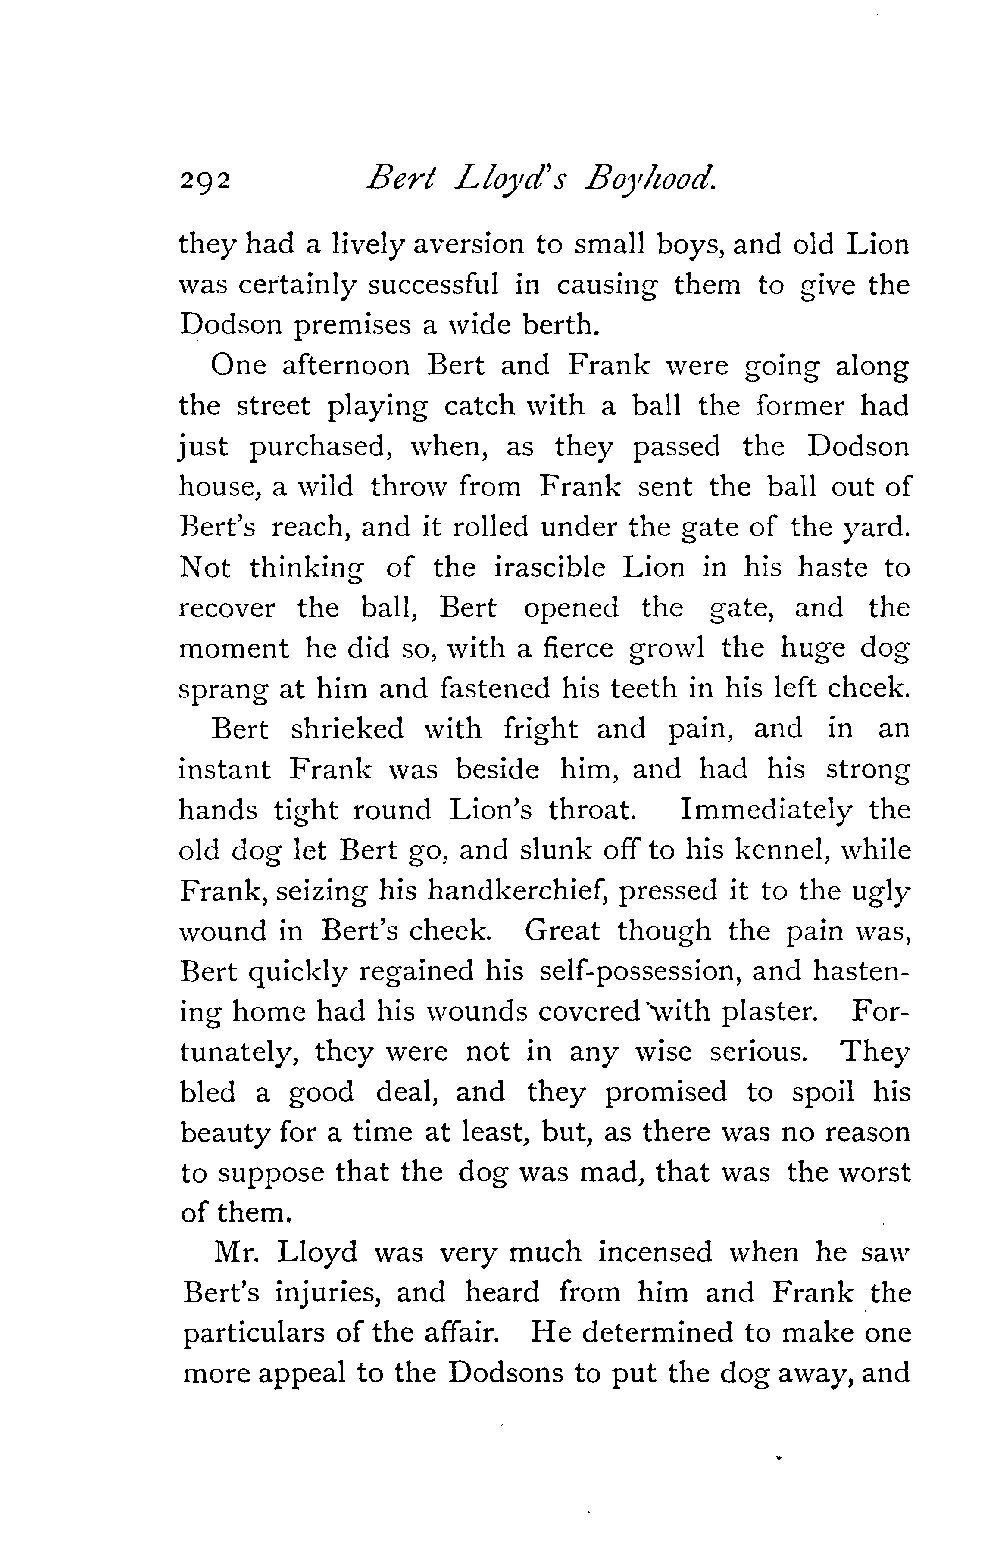 292 Bert Lloyd's Boyhood.
they had a lively aversion to small boys, and old Lion
was certainly successful in causing them to give the
Dodson premises a wide berth.
One afternoon Bert and Frank were going along
the street playing catch with a ball the former had
just purchased, when, as they passed the Dodson
house, a wild throw from Frank sent the ball out of
Bert's reach, and it rolled under the gate of the yard.
Not thinking of the irascible Lion in his haste to
recover the ball, Bert opened the gate, and the
moment he did so, with a fierce growl the huge dog
sprang at him and fastened his teeth in his left cheek.
Bert shrieked with fright and pain, and in an
instant Frank was beside him, and had his strong
hands tight round Lion's throat. Immediately the
old dog let Bert go, and slunk off to his kennel, while
Frank, seizing his handkerchief, pressed it to the ugly
wound in Bert's cheek. Great though the pain was,
Bert quickly regained his self-possession, and hasten-
ing home had his wounds covered with plaster. For-
tunately, they were not in any wise serious. They
bled a good deal, and they promised to spoil his
beauty for a time at least, but, as there was no reason
to suppose that the dog was mad, that was the worst
of them.
Mr. Lloyd was very much incensed when he saw
Bert's injuries, and heard from him and Frank the
particulars of the affair. He determined to make one
more appeal to the Dodsons to put the dog away, and